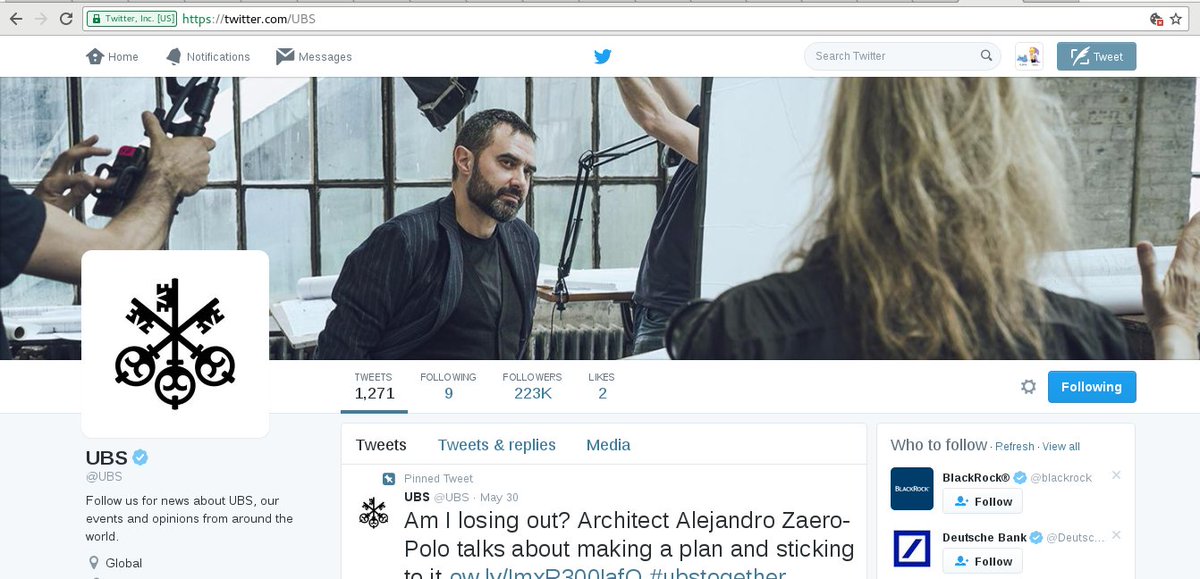 Twitter, Inc. [US] https://twitter.com/UBS
Home Notifications Messages
Search Twitter
Tweet
TWEETS FOLLOWING FOLLOWERS LIKES
1,271 9 223K 2
Following
UBS
@UBS
Follow us for news about UBS, our
events and opinions from around the
world.
Global
Tweets Tweets & replies Media
Pinned Tweet
UBS @UBS · May 30
Am I losing out? Architect Alejandro Zaero-
Polo talks about making a plan and sticking
to it #ubstogether
Who to follow · Refresh · View all
BLACKROCK
BlackRock® @blackrock
Follow
Deutsche Bank @Deutsc...
Follow